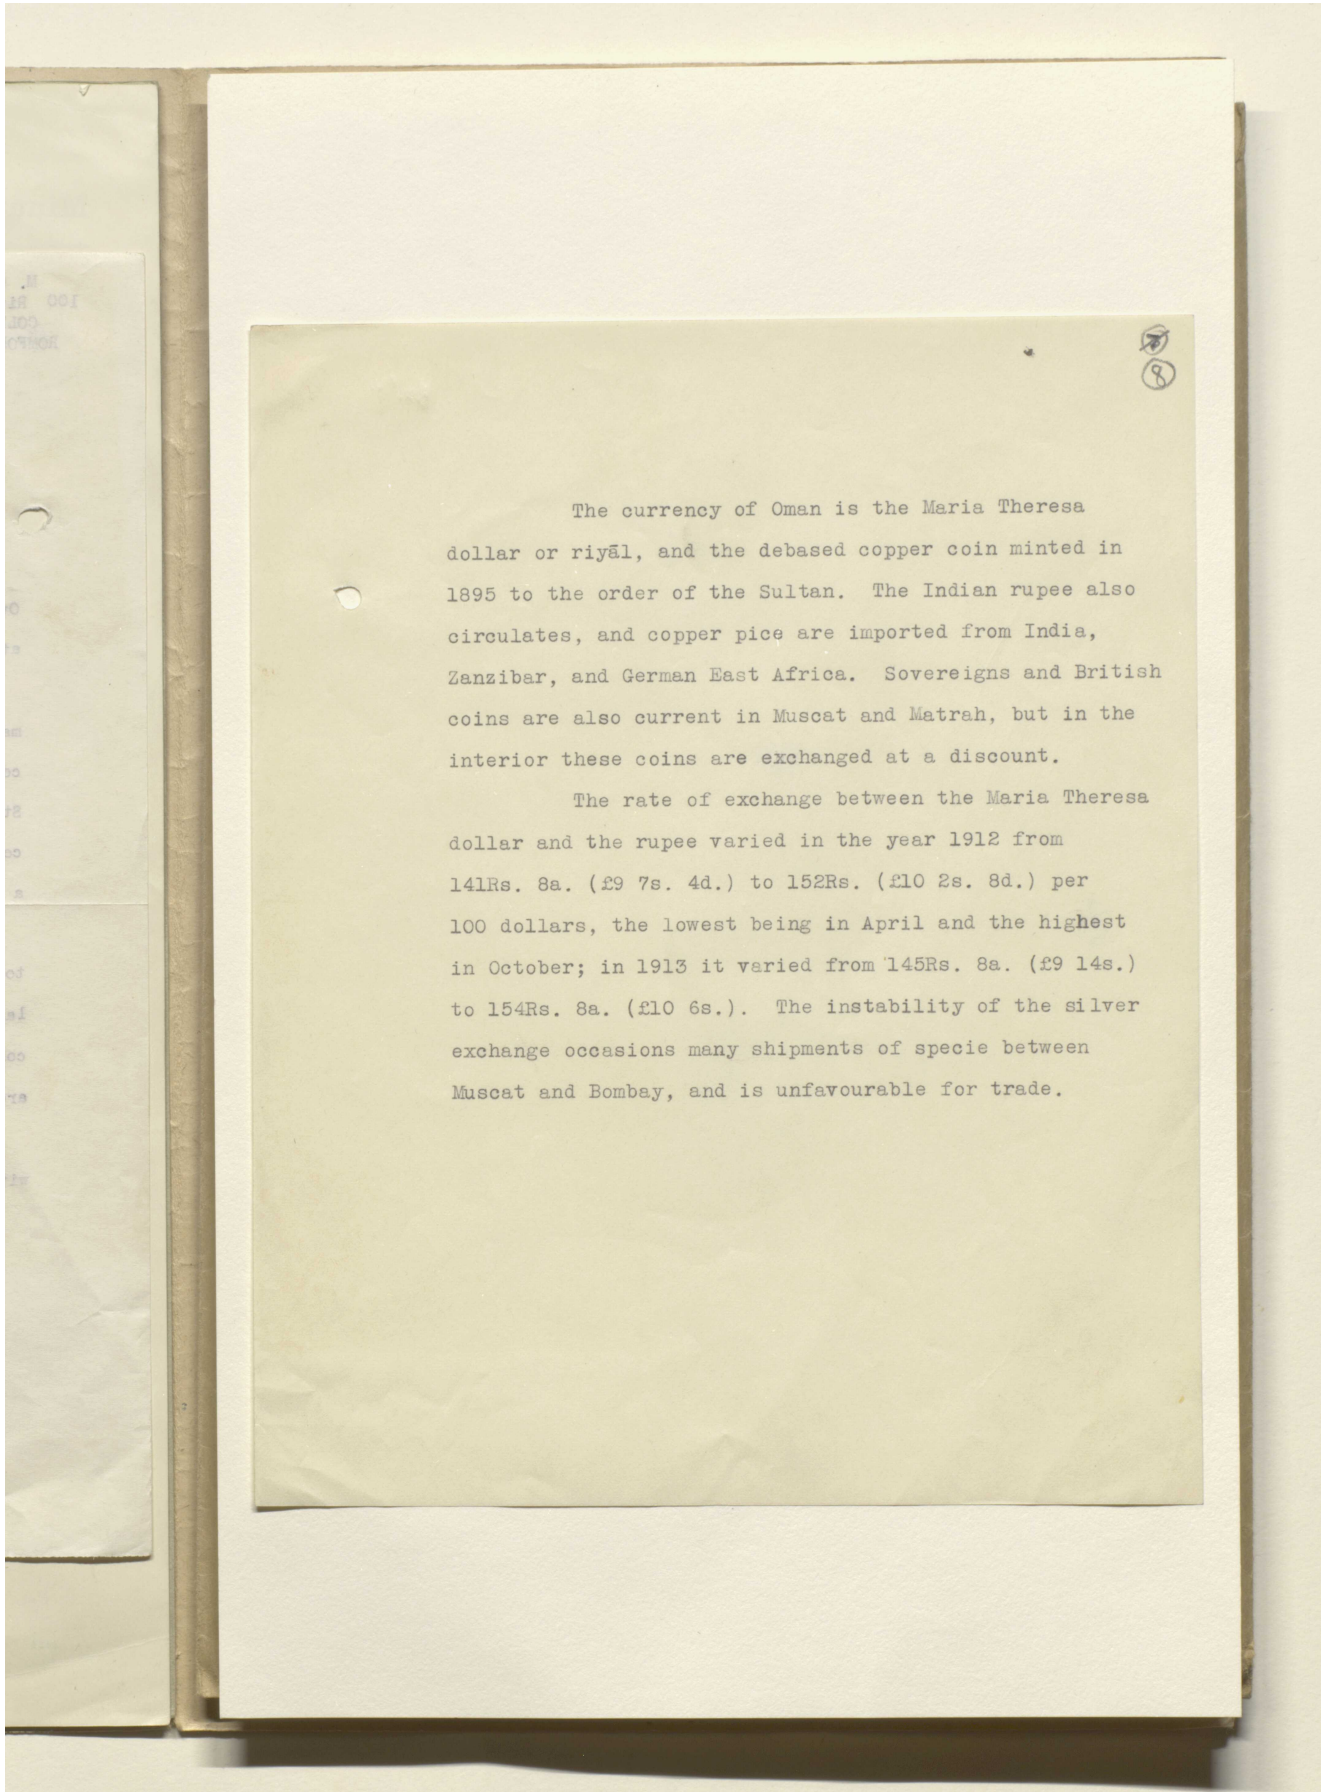 8
The currency of Oman is the Maria Theresa
dollar or riyāl, and the debased copper coin minted in
1895 to the order of the Sultan. The Indian rupee also
circulates, and copper pice are imported from India,
Zanzibar, and German East Africa. Sovereigns and British
coins are also current in Muscat and Matrah, but in the
interior these coins are exchanged at a discount.
The rate of exchange between the Maria Theresa
dollar and the rupee varied in the year 1912 from
141Rs. 8a. (£9 7s. 4d.) to 152Rs. (£10 2s. 8d.) per
100 dollars, the lowest being in April and the highest
in October; in 1913 it varied from 145Rs. 8a. (£9 14s.)
to 154Rs. 8a. (£10 6s.). The instability of the silver
exchange occasions many shipments of specie between
Muscat and Bombay, and is unfavourable for trade.